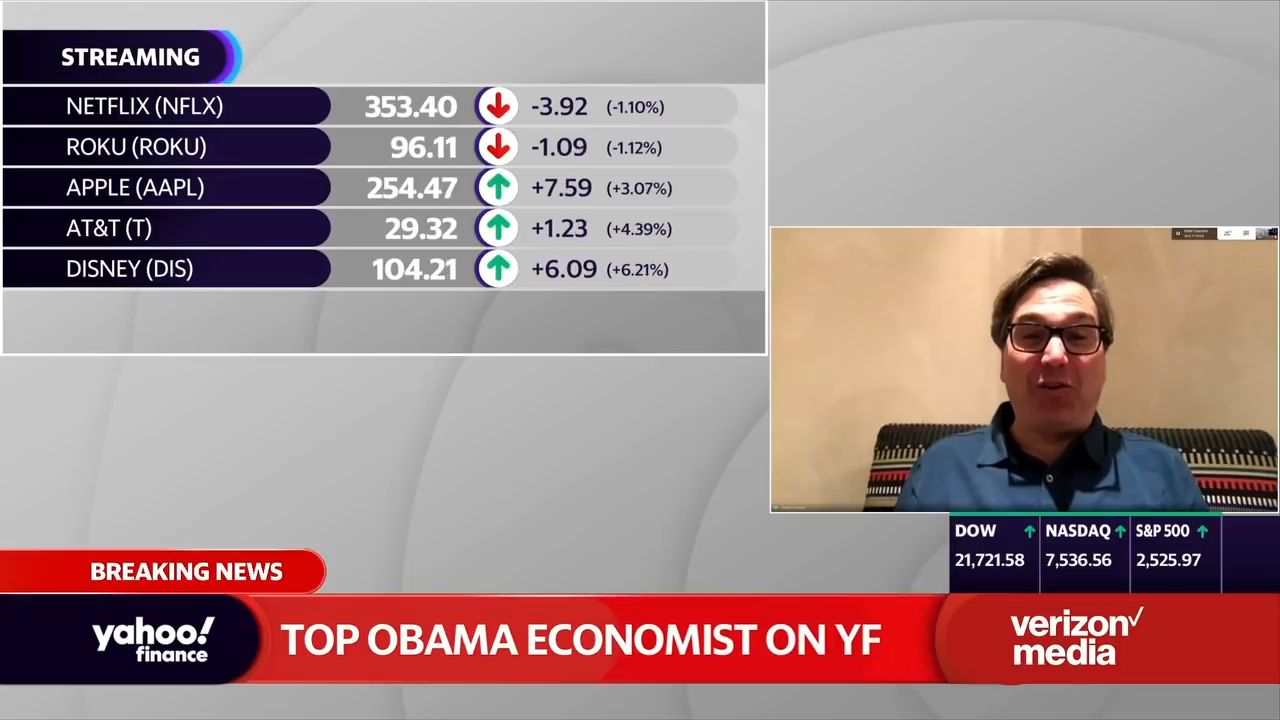 STREAMING
NETFLIX (NFLX) 353.40 -3.92 (-1.10%)
ROKU (ROKU) 96.11 -1.09 (-1.12%)
APPLE (AAPL) 254.47 +7.59 (+3.07%)
AT&T (T) 29.32 +1.23 (+4.39%)
DISNEY (DIS) 104.21 +6.09 (+6.21%)
DOW NASDAQ S&P 500
21,721.58 7,536.56 2,525.97
BREAKING NEWS
yahoo!
finance
TOP OBAMA ECONOMIST ON YF
verizon
media